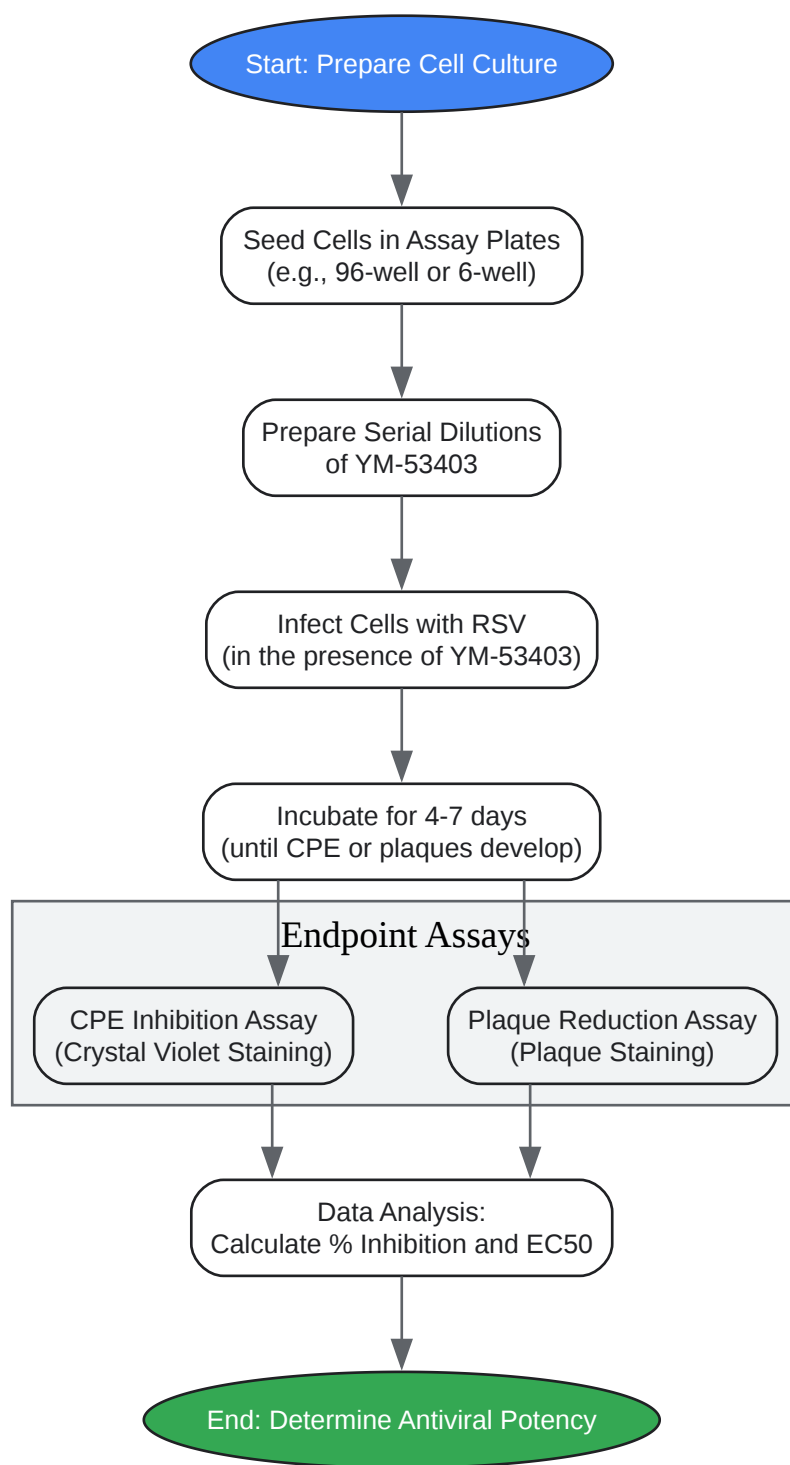 Start: Prepare Cell Culture
Seed Cells in Assay Plates
(e.g., 96-well or 6-well)
Prepare Serial Dilutions
of YM-53403
Infect Cells with RSV
(in the presence of YM-53403)
Incubate for 4-7 days
(until CPE or plaques develop)
Endpoint Assays
CPE Inhibition Assay
(Crystal Violet Staining)
Plaque Reduction Assay
(Plaque Staining)
Data Analysis:
Calculate % Inhibition and EC50
End: Determine Antiviral Potency